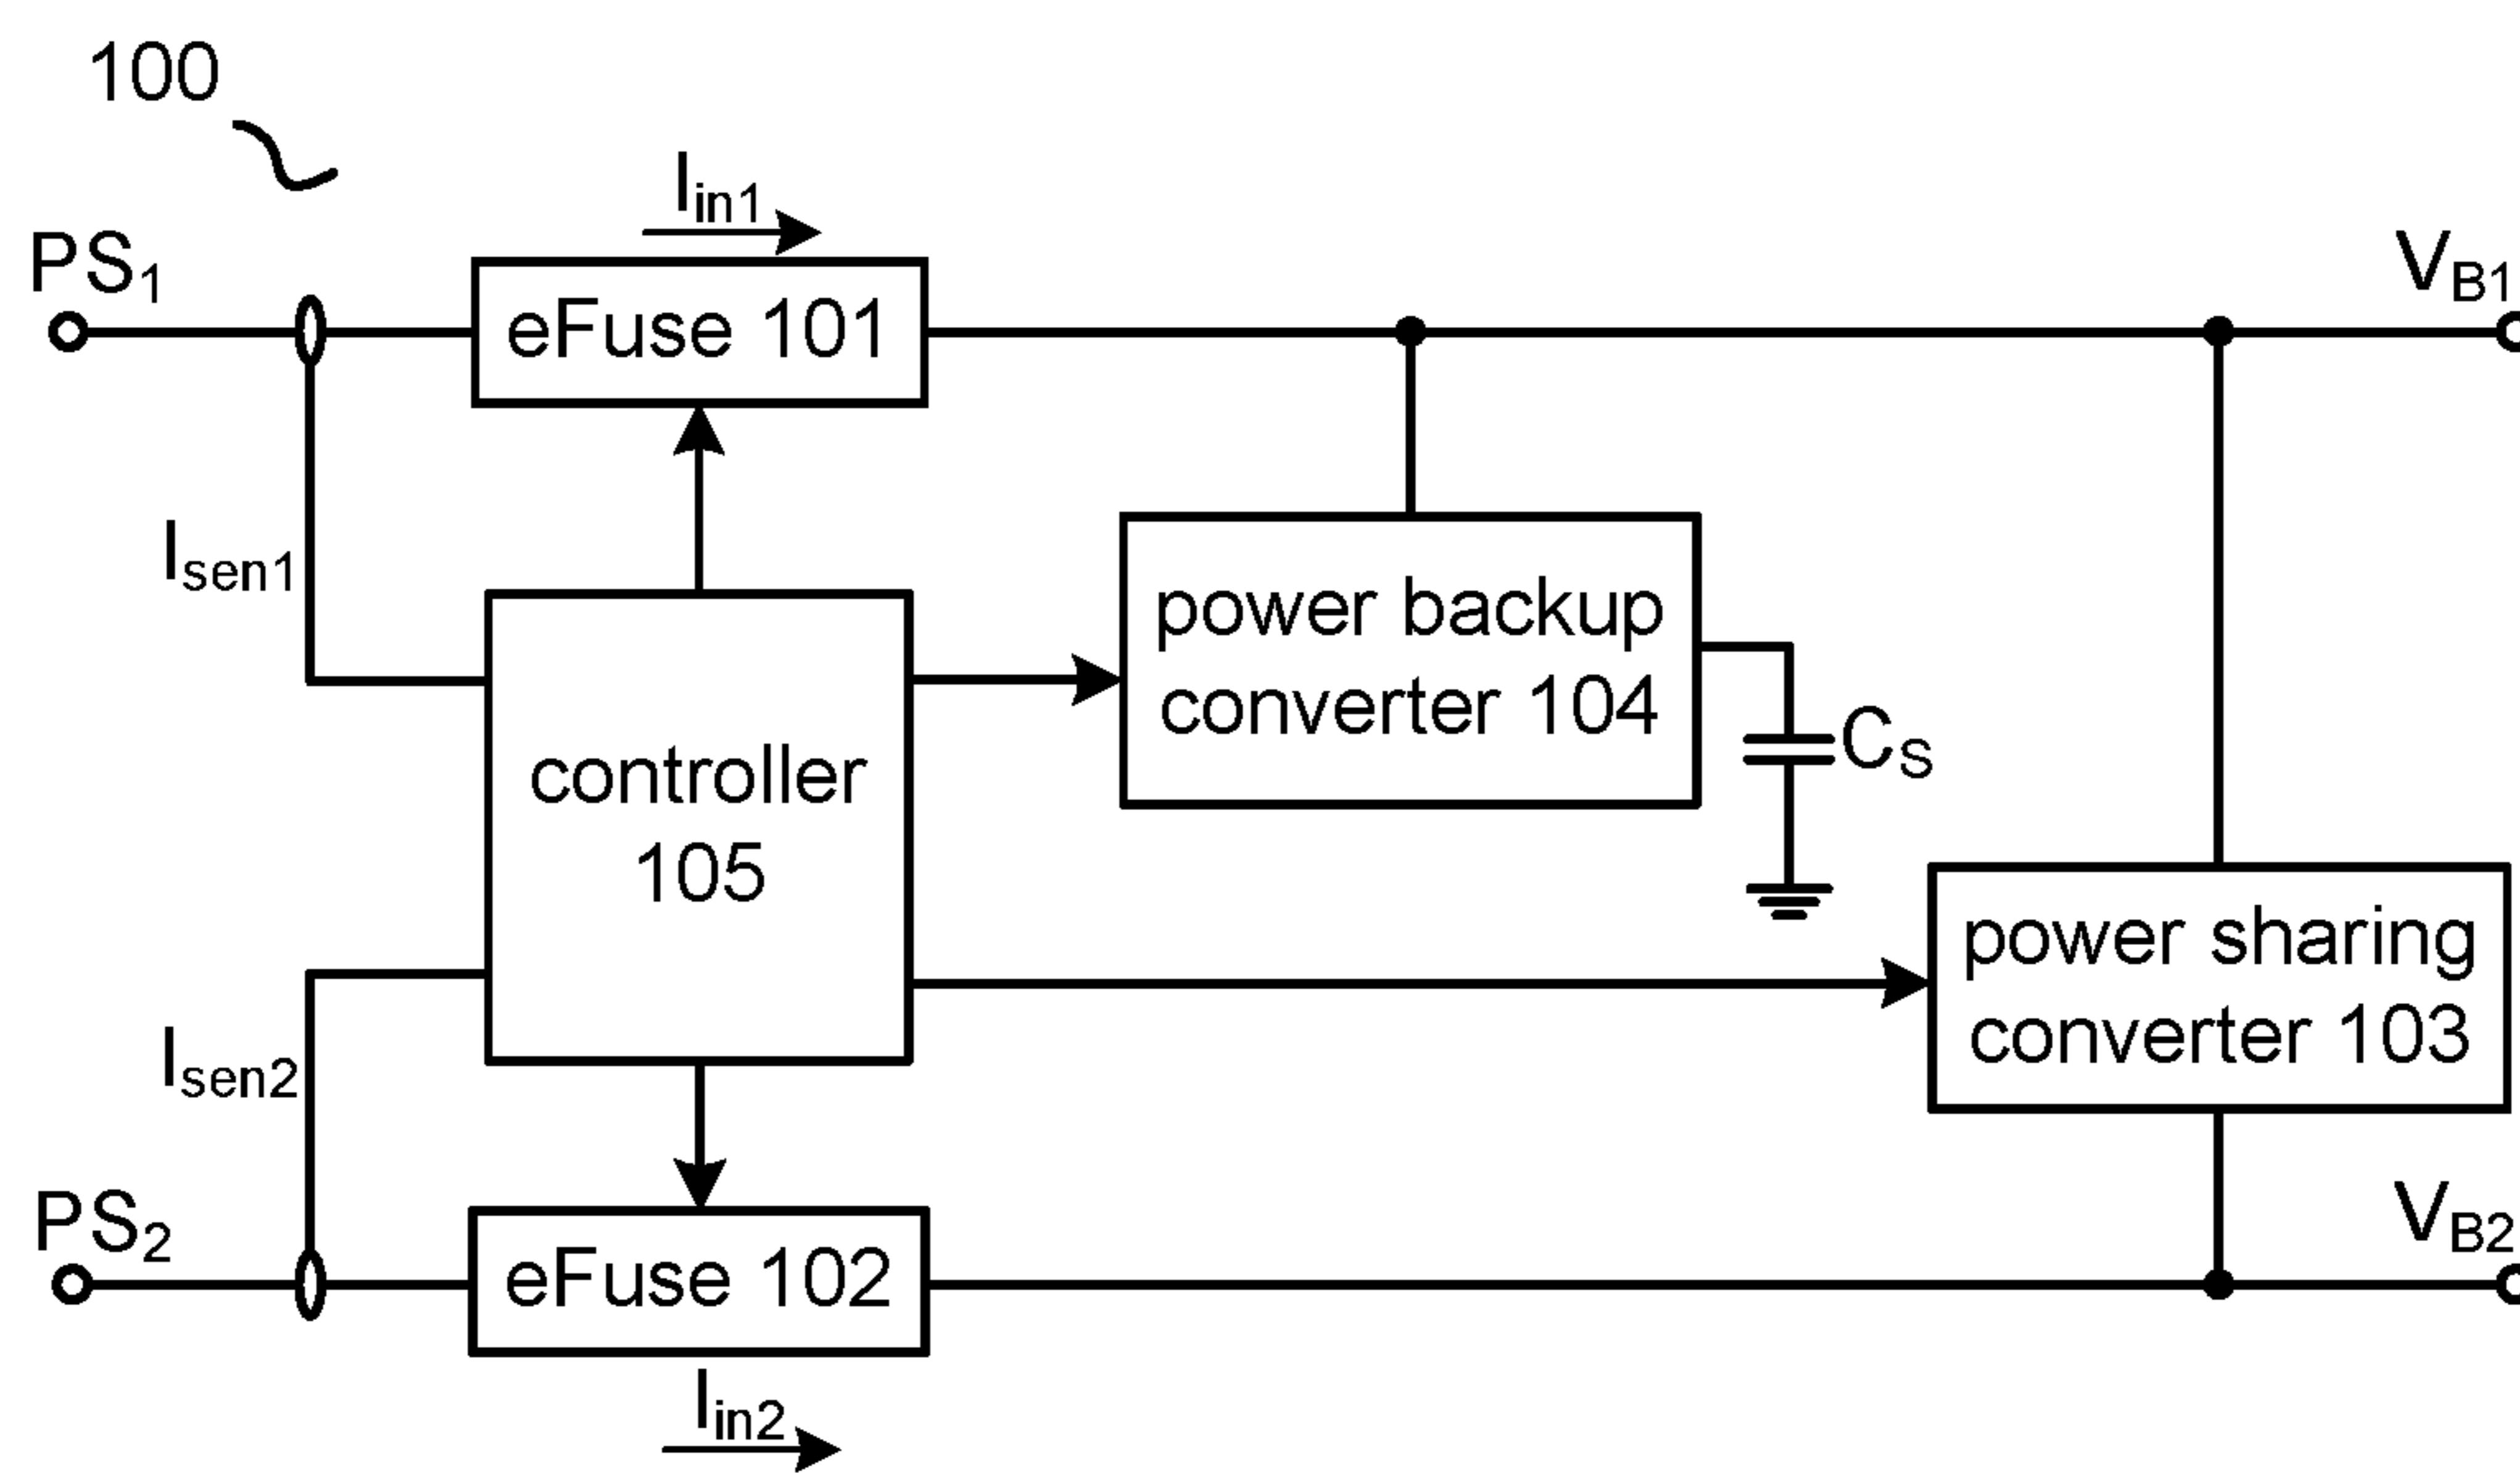 100
Iin1
PS1
VB1
eFuse 101
Isen1
power backup
converter 104
controller
105
CS
power sharing
converter 103
Isen2
PS2
VB2
eFuse 102
Iin2